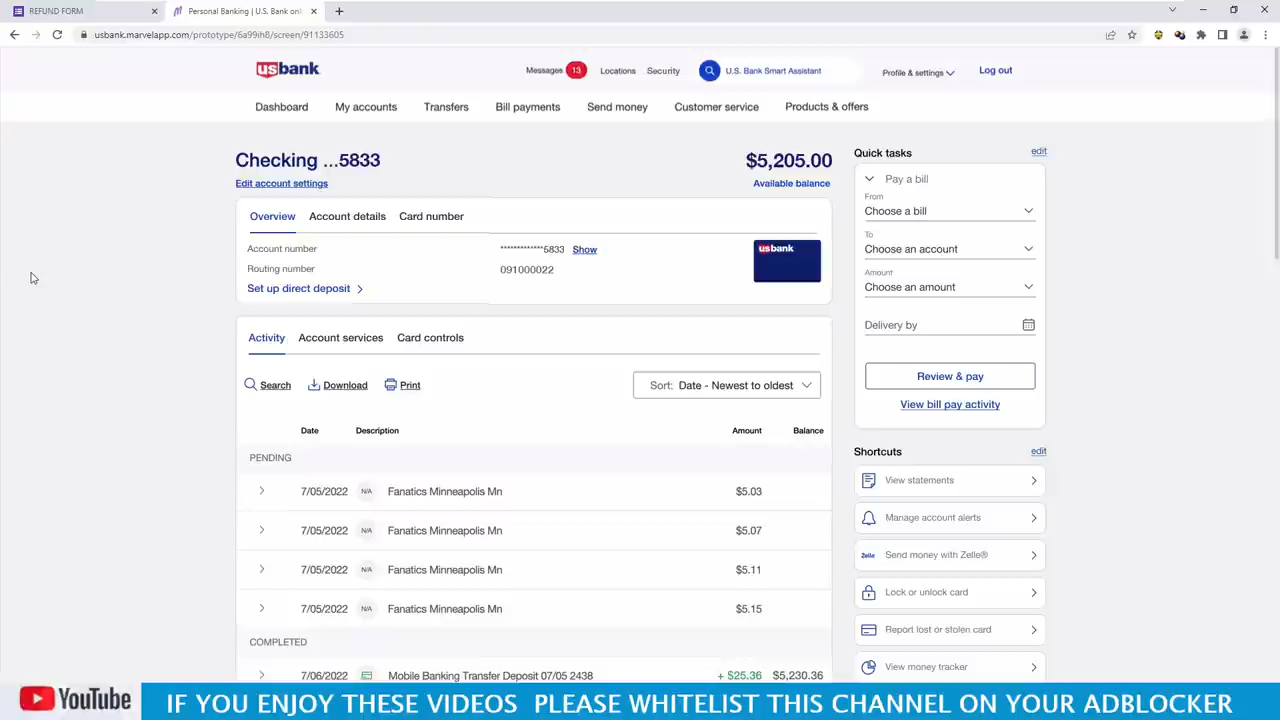 REFUND FORM
Personal Banking | U.S. Bank onl
usbank.marvelapp.com/prototype/6a99ih8/screen/91133605
usbank
Messages 13 Locations Security U.S. Bank Smart Assistant Profile & settings Log out
Dashboard My accounts Transfers Bill payments Send money Customer service Products & offers
Checking ...5833 $5,205.00
Edit account settings Available balance
Overview Account details Card number
Account number **************5833 Show
Routing number 091000022
Set up direct deposit
usbank
Activity Account services Card controls
Search Download Print Sort: Date - Newest to oldest
Date Description Amount Balance
PENDING
7/05/2022 N/A Fanatics Minneapolis Mn $5.03
7/05/2022 N/A Fanatics Minneapolis Mn $5.07
7/05/2022 N/A Fanatics Minneapolis Mn $5.11
7/05/2022 N/A Fanatics Minneapolis Mn $5.15
COMPLETED
7/06/2022 Mobile Banking Transfer Deposit 07/05 2438 + $25.36 $5,230.36
Quick tasks edit
Pay a bill
From
Choose a bill
To
Choose an account
Amount
Choose an amount
Delivery by
Review & pay
View bill pay activity
Shortcuts edit
View statements
Manage account alerts
Zelle Send money with Zelle®
Lock or unlock card
Report lost or stolen card
View money tracker
YouTube IF YOU ENJOY THESE VIDEOS PLEASE WHITELIST THIS CHANNEL ON YOUR ADBLOCKER